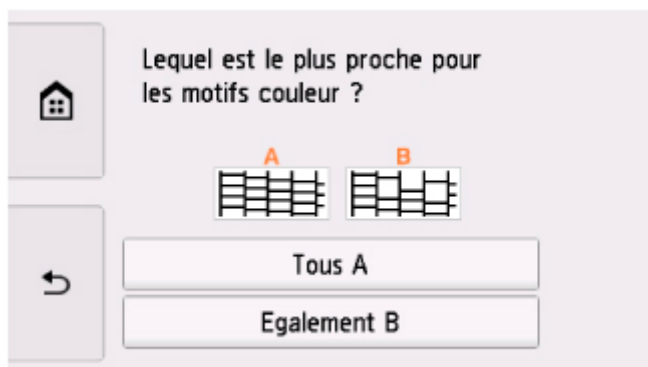 Lequel est le plus proche pour
les motifs couleur ?
A B
Tous A
Egalement B